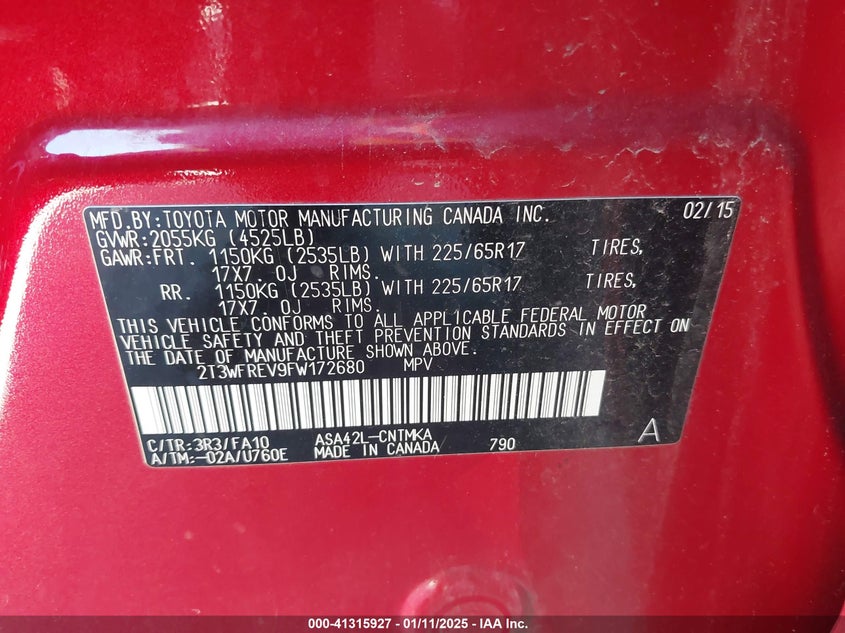 MFD.BY:TOYOTA MOTOR MANUFACTURING CANADA INC. 02/15
GVWR:2055KG (4525LB)
GAWR:FRT. 1150KG (2535LB) WITH 225/65R17 TIRES,
17X7.0J RIMS.
RR. 1150KG (2535LB) WITH 225/65R17 TIRES,
17X7.0J RIMS.
THIS VEHICLE CONFORMS TO ALL APPLICABLE FEDERAL MOTOR
VEHICLE SAFETY AND THEFT PREVENTION STANDARDS IN EFFECT ON
THE DATE OF MANUFACTURE SHOWN ABOVE.
2T3WFREV9FW172680 MPV
C/TR:3R3/FA10 ASA42L-CNTMKA 790 A
A/TM:-02A/U760E MADE IN CANADA
000-41315927 - 01/11/2025 - IAA Inc.